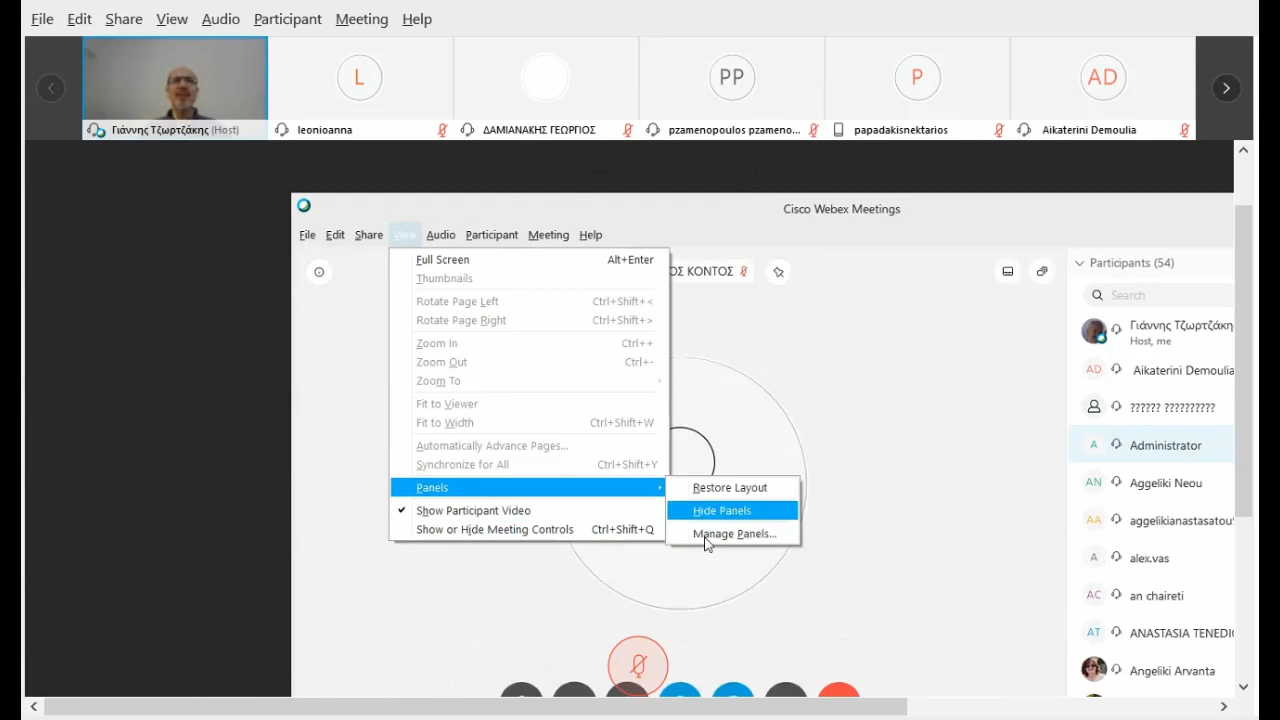 File Edit Share View Audio Participant Meeting Help
L
PP
P
AD
Γιάννης Τζωρτζάκης (Host)
leonioanna
ΔΑΜΙΑΝΑΚΗΣ ΓΕΩΡΓΙΟΣ
pzamenopoulos pzameno...
papadakisnektarios
Aikaterini Demoulia
Cisco Webex Meetings
File Edit Share View Audio Participant Meeting Help
ΟΣ ΚΟΝΤΟΣ
Full Screen Alt+Enter
Thumbnails
Rotate Page Left Ctrl+Shift+<
Rotate Page Right Ctrl+Shift+>
Zoom In Ctrl++
Zoom Out Ctrl+-
Zoom To
Fit to Viewer
Fit to Width Ctrl+Shift+W
Automatically Advance Pages...
Synchronize for All Ctrl+Shift+Y
Panels
Show Participant Video
Show or Hide Meeting Controls Ctrl+Shift+Q
Restore Layout
Hide Panels
Manage Panels...
Participants (54)
Search
Γιάννης Τζωρτζάκη
Host, me
AD Aikaterini Demoulia
?????? ??????????
A Administrator
AN Aggeliki Neou
AA aggelikianastasatou
A alex.vas
AC an chaireti
AT ANASTASIA TENEDI
Angeliki Arvanta